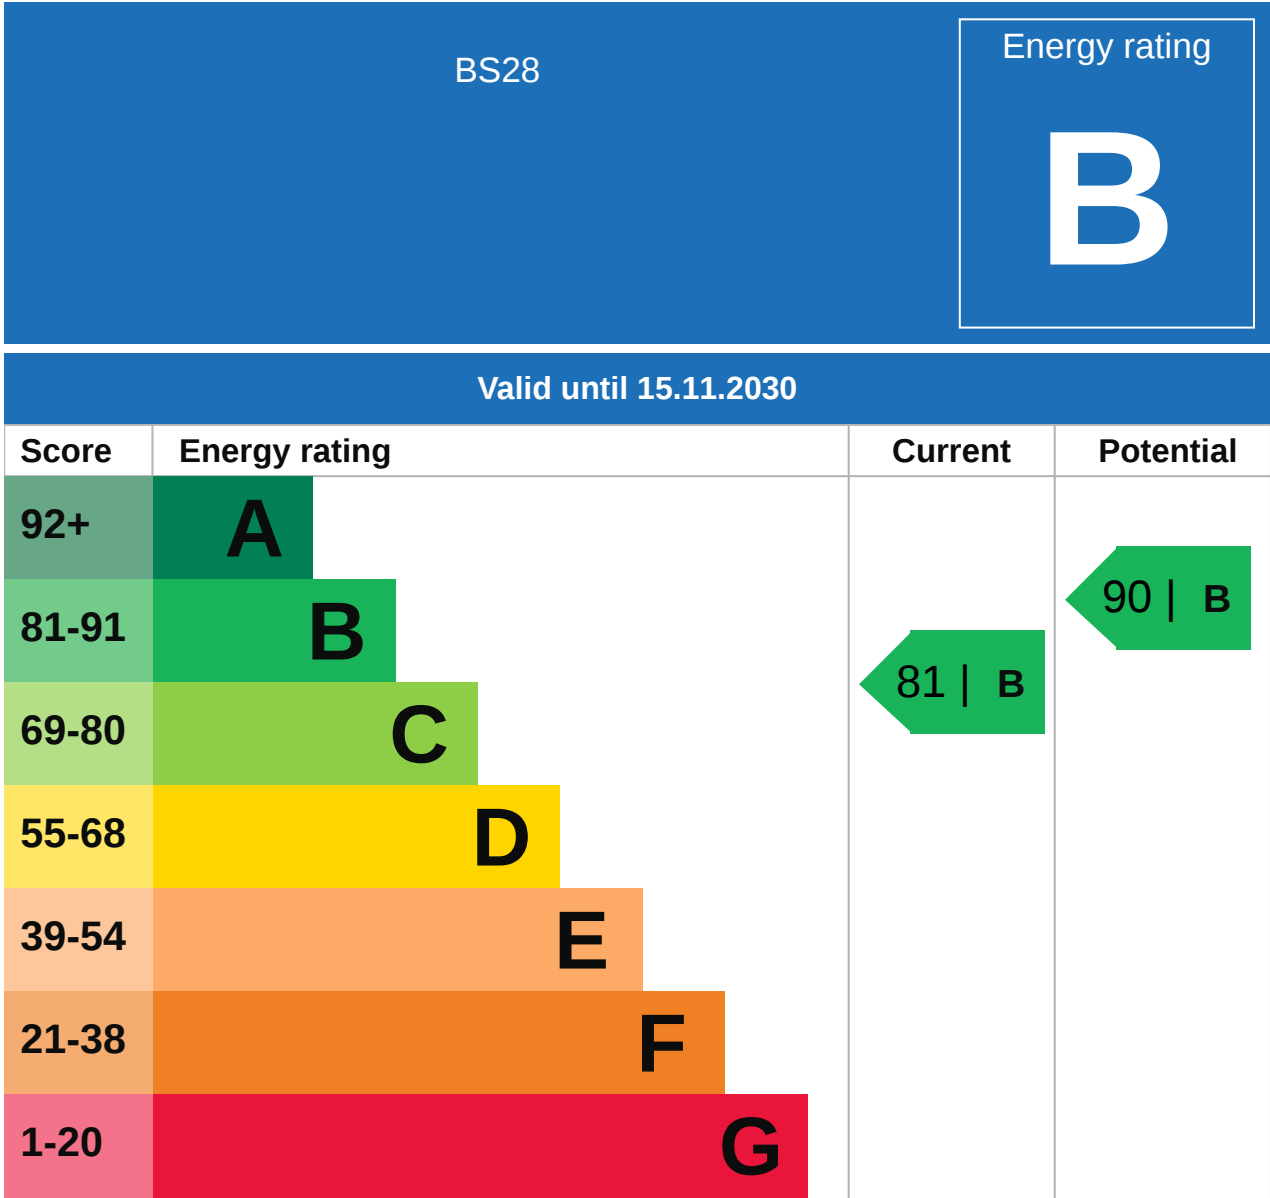 BS28
Energy rating
B
Valid until 15.11.2030
Score Energy rating Current Potential
92+ A
81-91 B
69-80 C
55-68 D
39-54 E
21-38 F
1-20 G
81 | B
90 | B